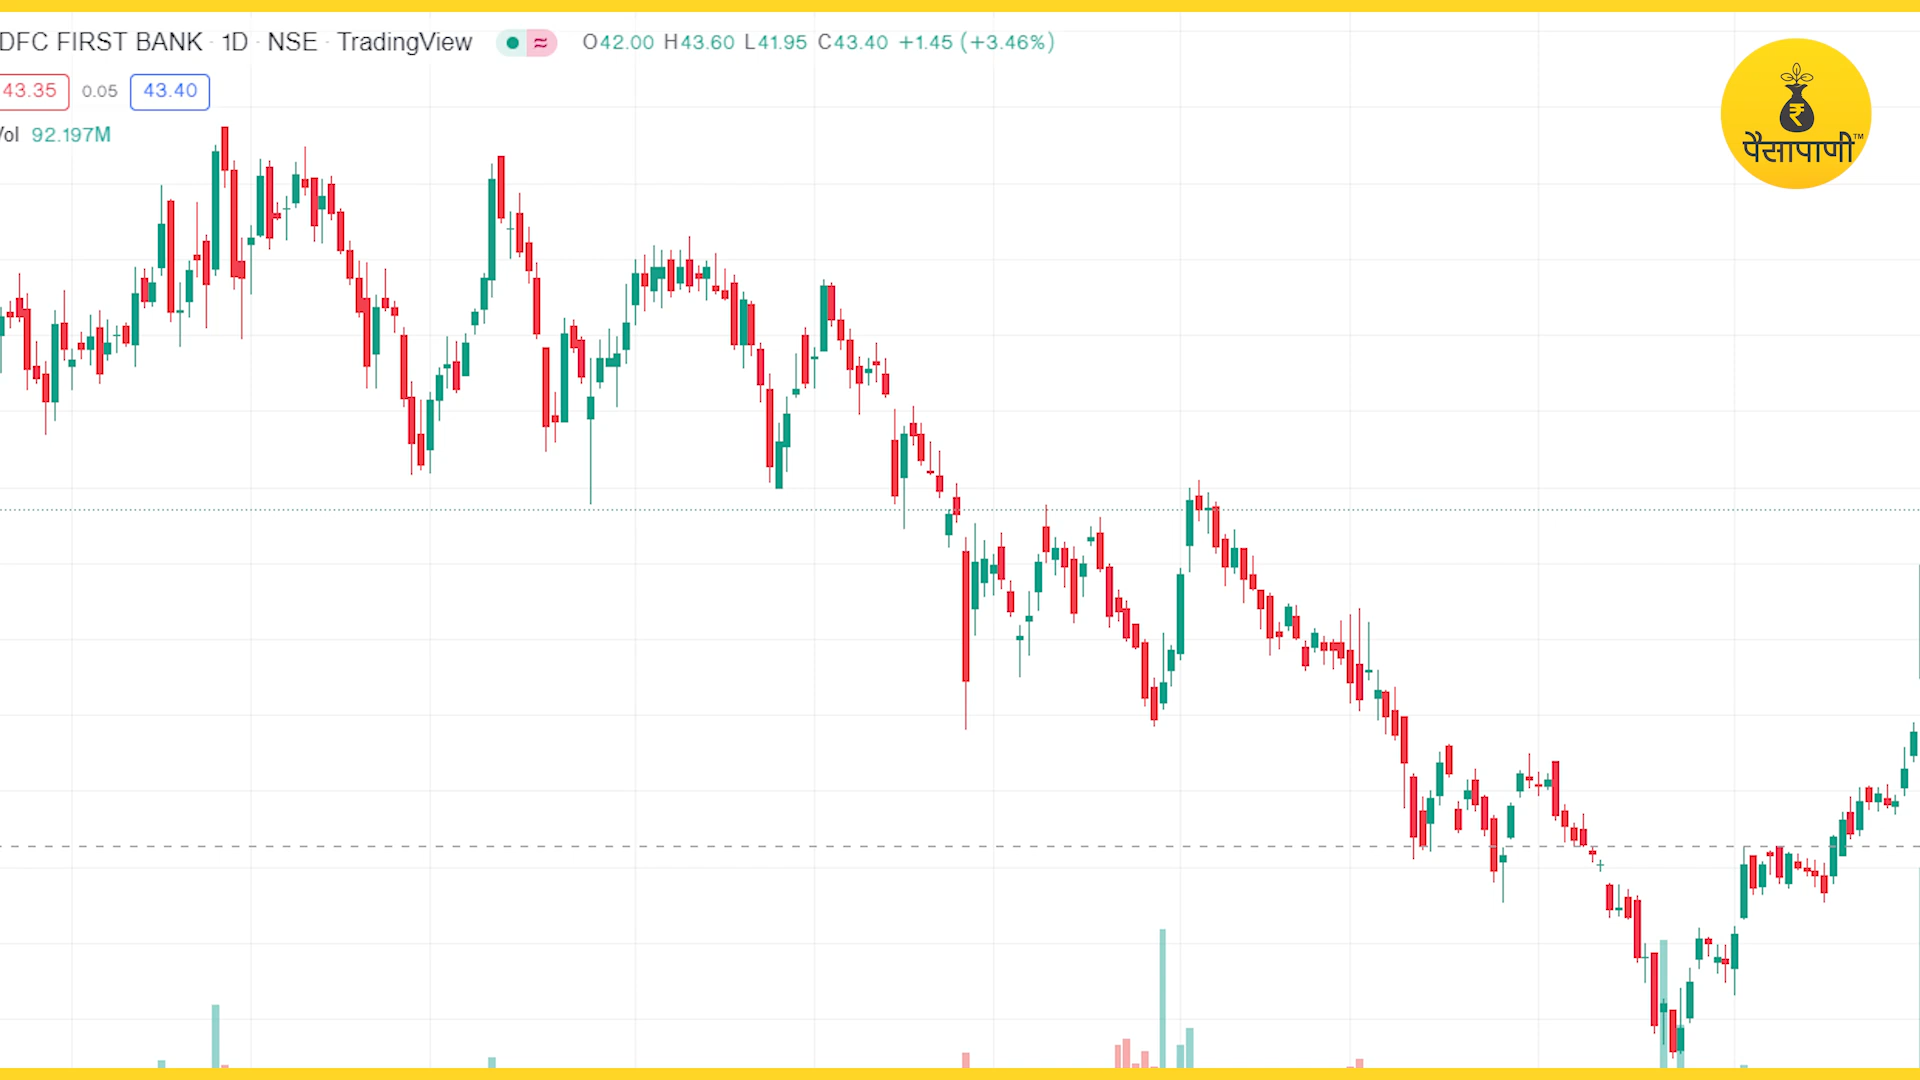 DFC FIRST BANK · 1D · NSE · TradingView ≈ O42.00 H43.60 L41.95 C43.40 +1.45 (+3.46%)
43.35 0.05 43.40
Vol 92.197M
₹
पैसापाणी™